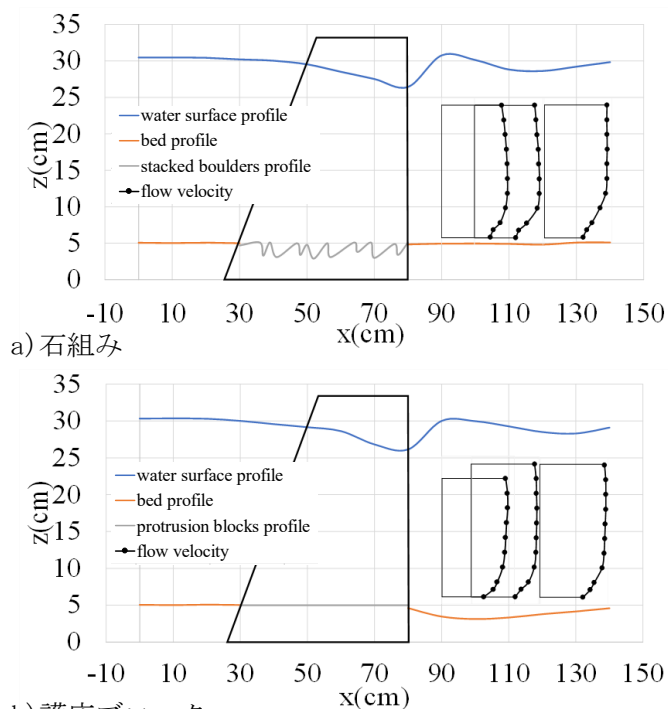 35
30
25
20
15
10
5
0
z(cm)
water surface profile
bed profile
stacked boulders profile
flow velocity
-10 10 30 50 70 90 110 130 150
x(cm)
a)石組み
35
30
25
20
15
10
5
0
z(cm)
water surface profile
bed profile
protrusion blocks profile
flow velocity
-10 10 30 50 70 90 110 130 150
x(cm)